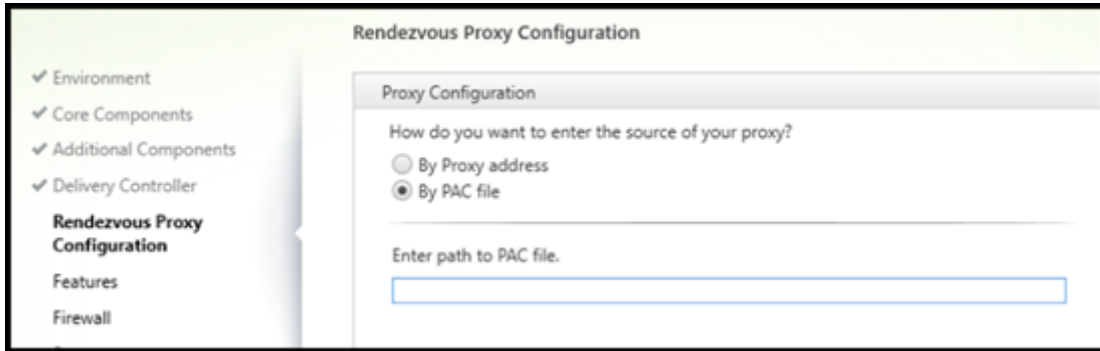 Rendezvous Proxy Configuration
Environment
Core Components
Additional Components
Delivery Controller
Rendezvous Proxy
Configuration
Features
Firewall
Proxy Configuration
How do you want to enter the source of your proxy?
By Proxy address
By PAC file
Enter path to PAC file.